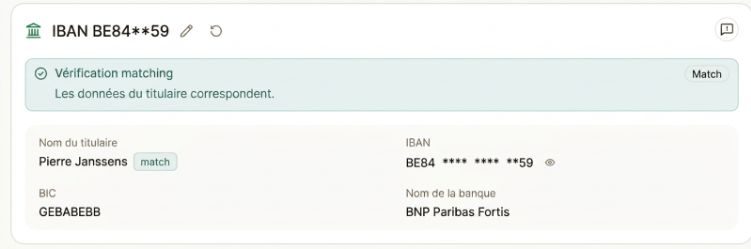 IBAN BE84**59
Vérification matching
Match
Les données du titulaire correspondent.
Nom du titulaire
Pierre Janssens match
IBAN
BE84 **** **** **59
BIC
GEBABEBB
Nom de la banque
BNP Paribas Fortis